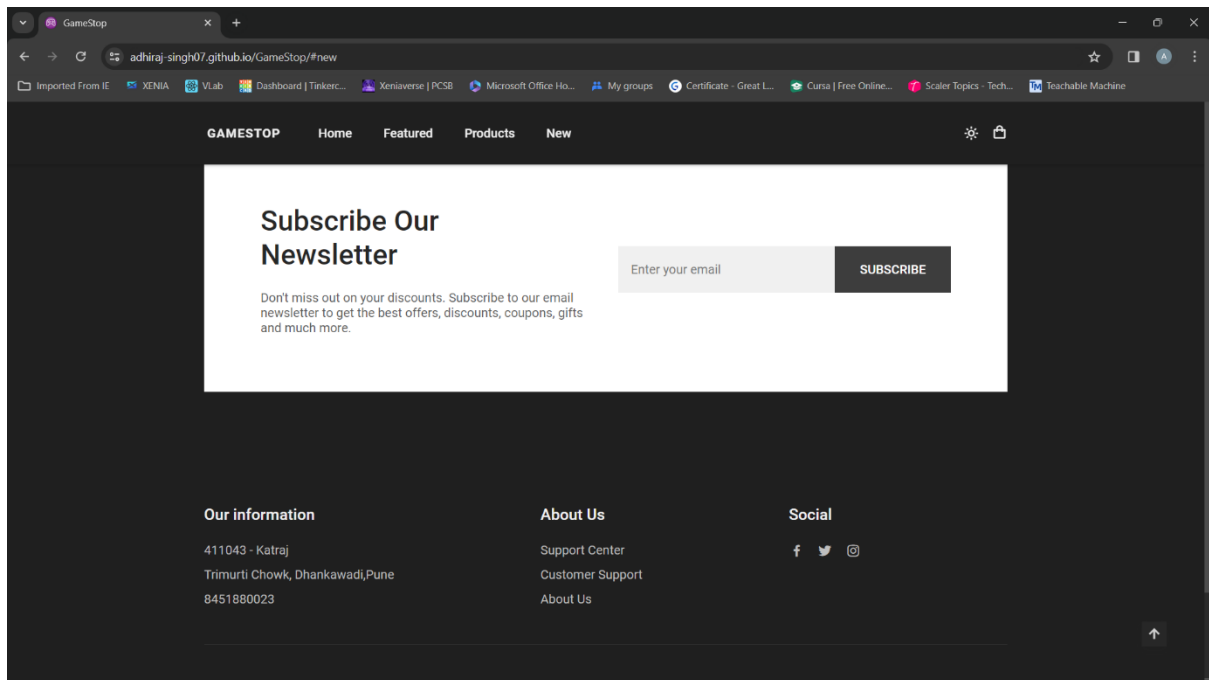 GameStop
adhiraj-singh07.github.io/GameStop/#new
A
Imported From IE XENIA VLab Dashboard | Tinkerc... Xeniaverse | PCSB Microsoft Office Ho... My groups Certificate - Great L... Cursa | Free Online... Scaler Topics - Tech... TM Teachable Machine
GAMESTOP Home Featured Products New
Subscribe Our
Newsletter
Don't miss out on your discounts. Subscribe to our email
newsletter to get the best offers, discounts, coupons, gifts
and much more.
Enter your email SUBSCRIBE
Our information
411043 - Katraj
Trimurti Chowk, Dhankawadi,Pune
8451880023
About Us
Support Center
Customer Support
About Us
Social